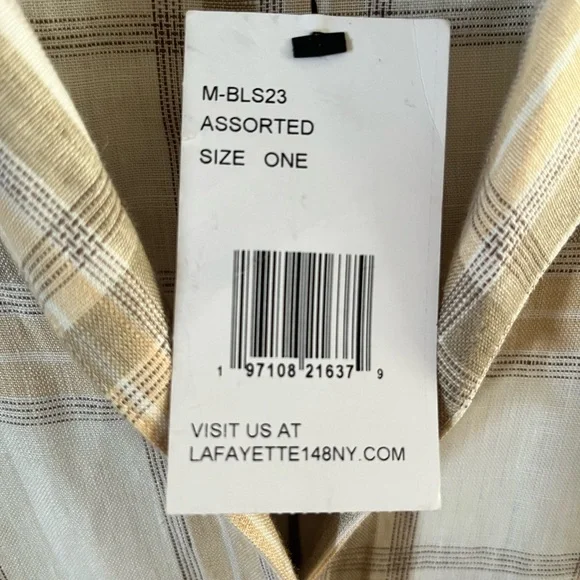 M-BLS23
ASSORTED
SIZE ONE
1 97108 21637 9
VISIT US AT
LAFAYETTE148NY.COM